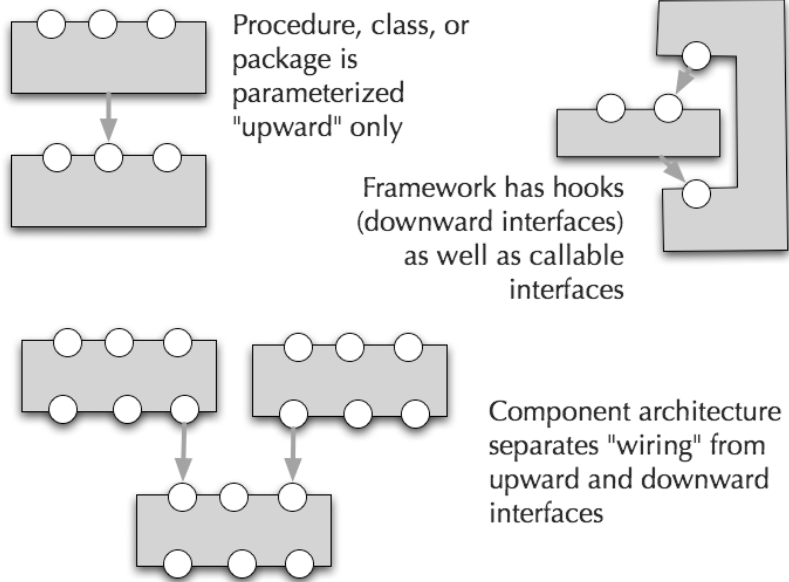 Procedure, class, or
package is
parameterized
"upward" only
Framework has hooks
(downward interfaces)
as well as callable
interfaces
Component architecture
separates "wiring" from
upward and downward
interfaces